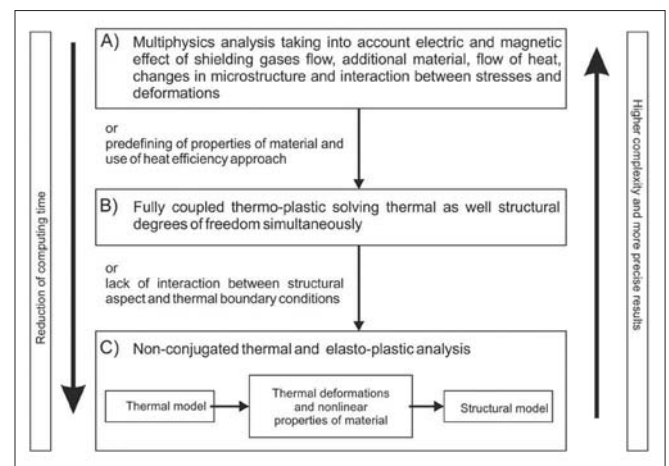 Reduction of computing time
A) Multiphysics analysis taking into account electric and magnetic
effect of shielding gases flow, additional material, flow of heat,
changes in microstructure and interaction between stresses and
deformations
or
predefining of properties of material and
use of heat efficiency approach
B) Fully coupled thermo-plastic solving thermal as well structural
degrees of freedom simultaneously
or
lack of interaction between structural
aspect and thermal boundary conditions
C) Non-conjugated thermal and elasto-plastic analysis
Thermal model
Thermal deformations
and nonlinear
properties of material
Structural model
Higher complexity and more precise results